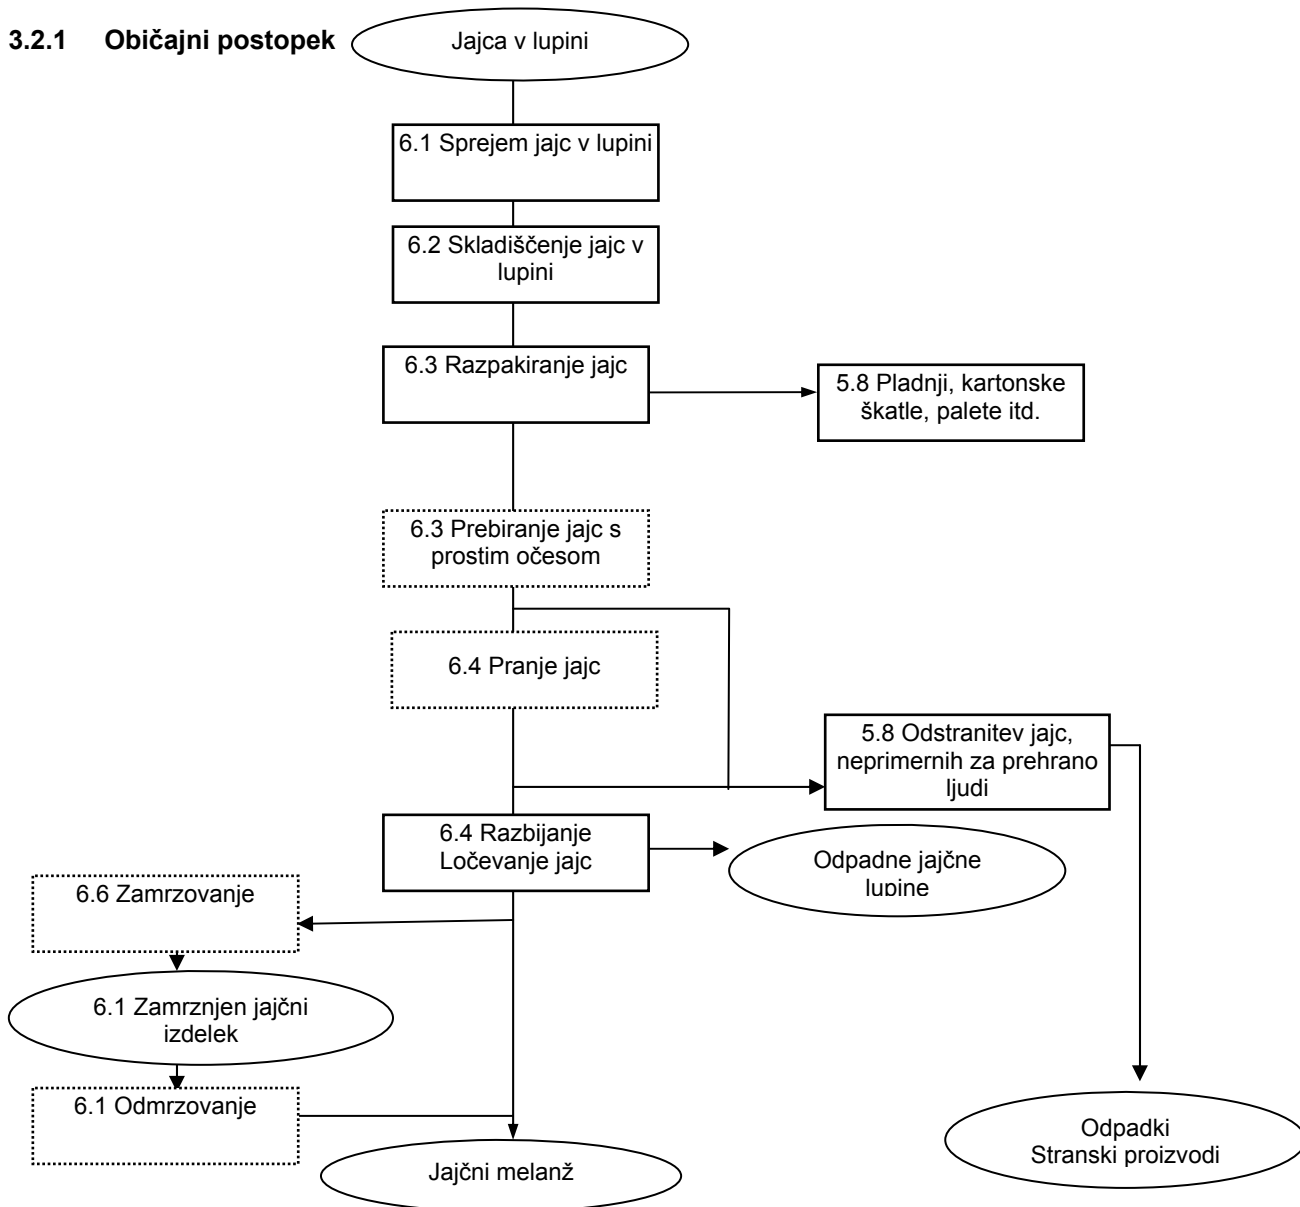 3.2.1 Običajni postopek
Jajca v lupini
6.1 Sprejem jajc v lupini
6.2 Skladiščenje jajc v
lupini
6.3 Razpakiranje jajc
5.8 Pladnji, kartonske
škatle, palete itd.
6.3 Prebiranje jajc s
prostim očesom
6.4 Pranje jajc
5.8 Odstranitev jajc,
neprimernih za prehrano
ljudi
6.4 Razbijanje
Ločevanje jajc
Odpadne jajčne
lupine
6.6 Zamrzovanje
6.1 Zamrznjen jajčni
izdelek
6.1 Odmrzovanje
Odpadki
Stranski proizvodi
Jajčni melanž